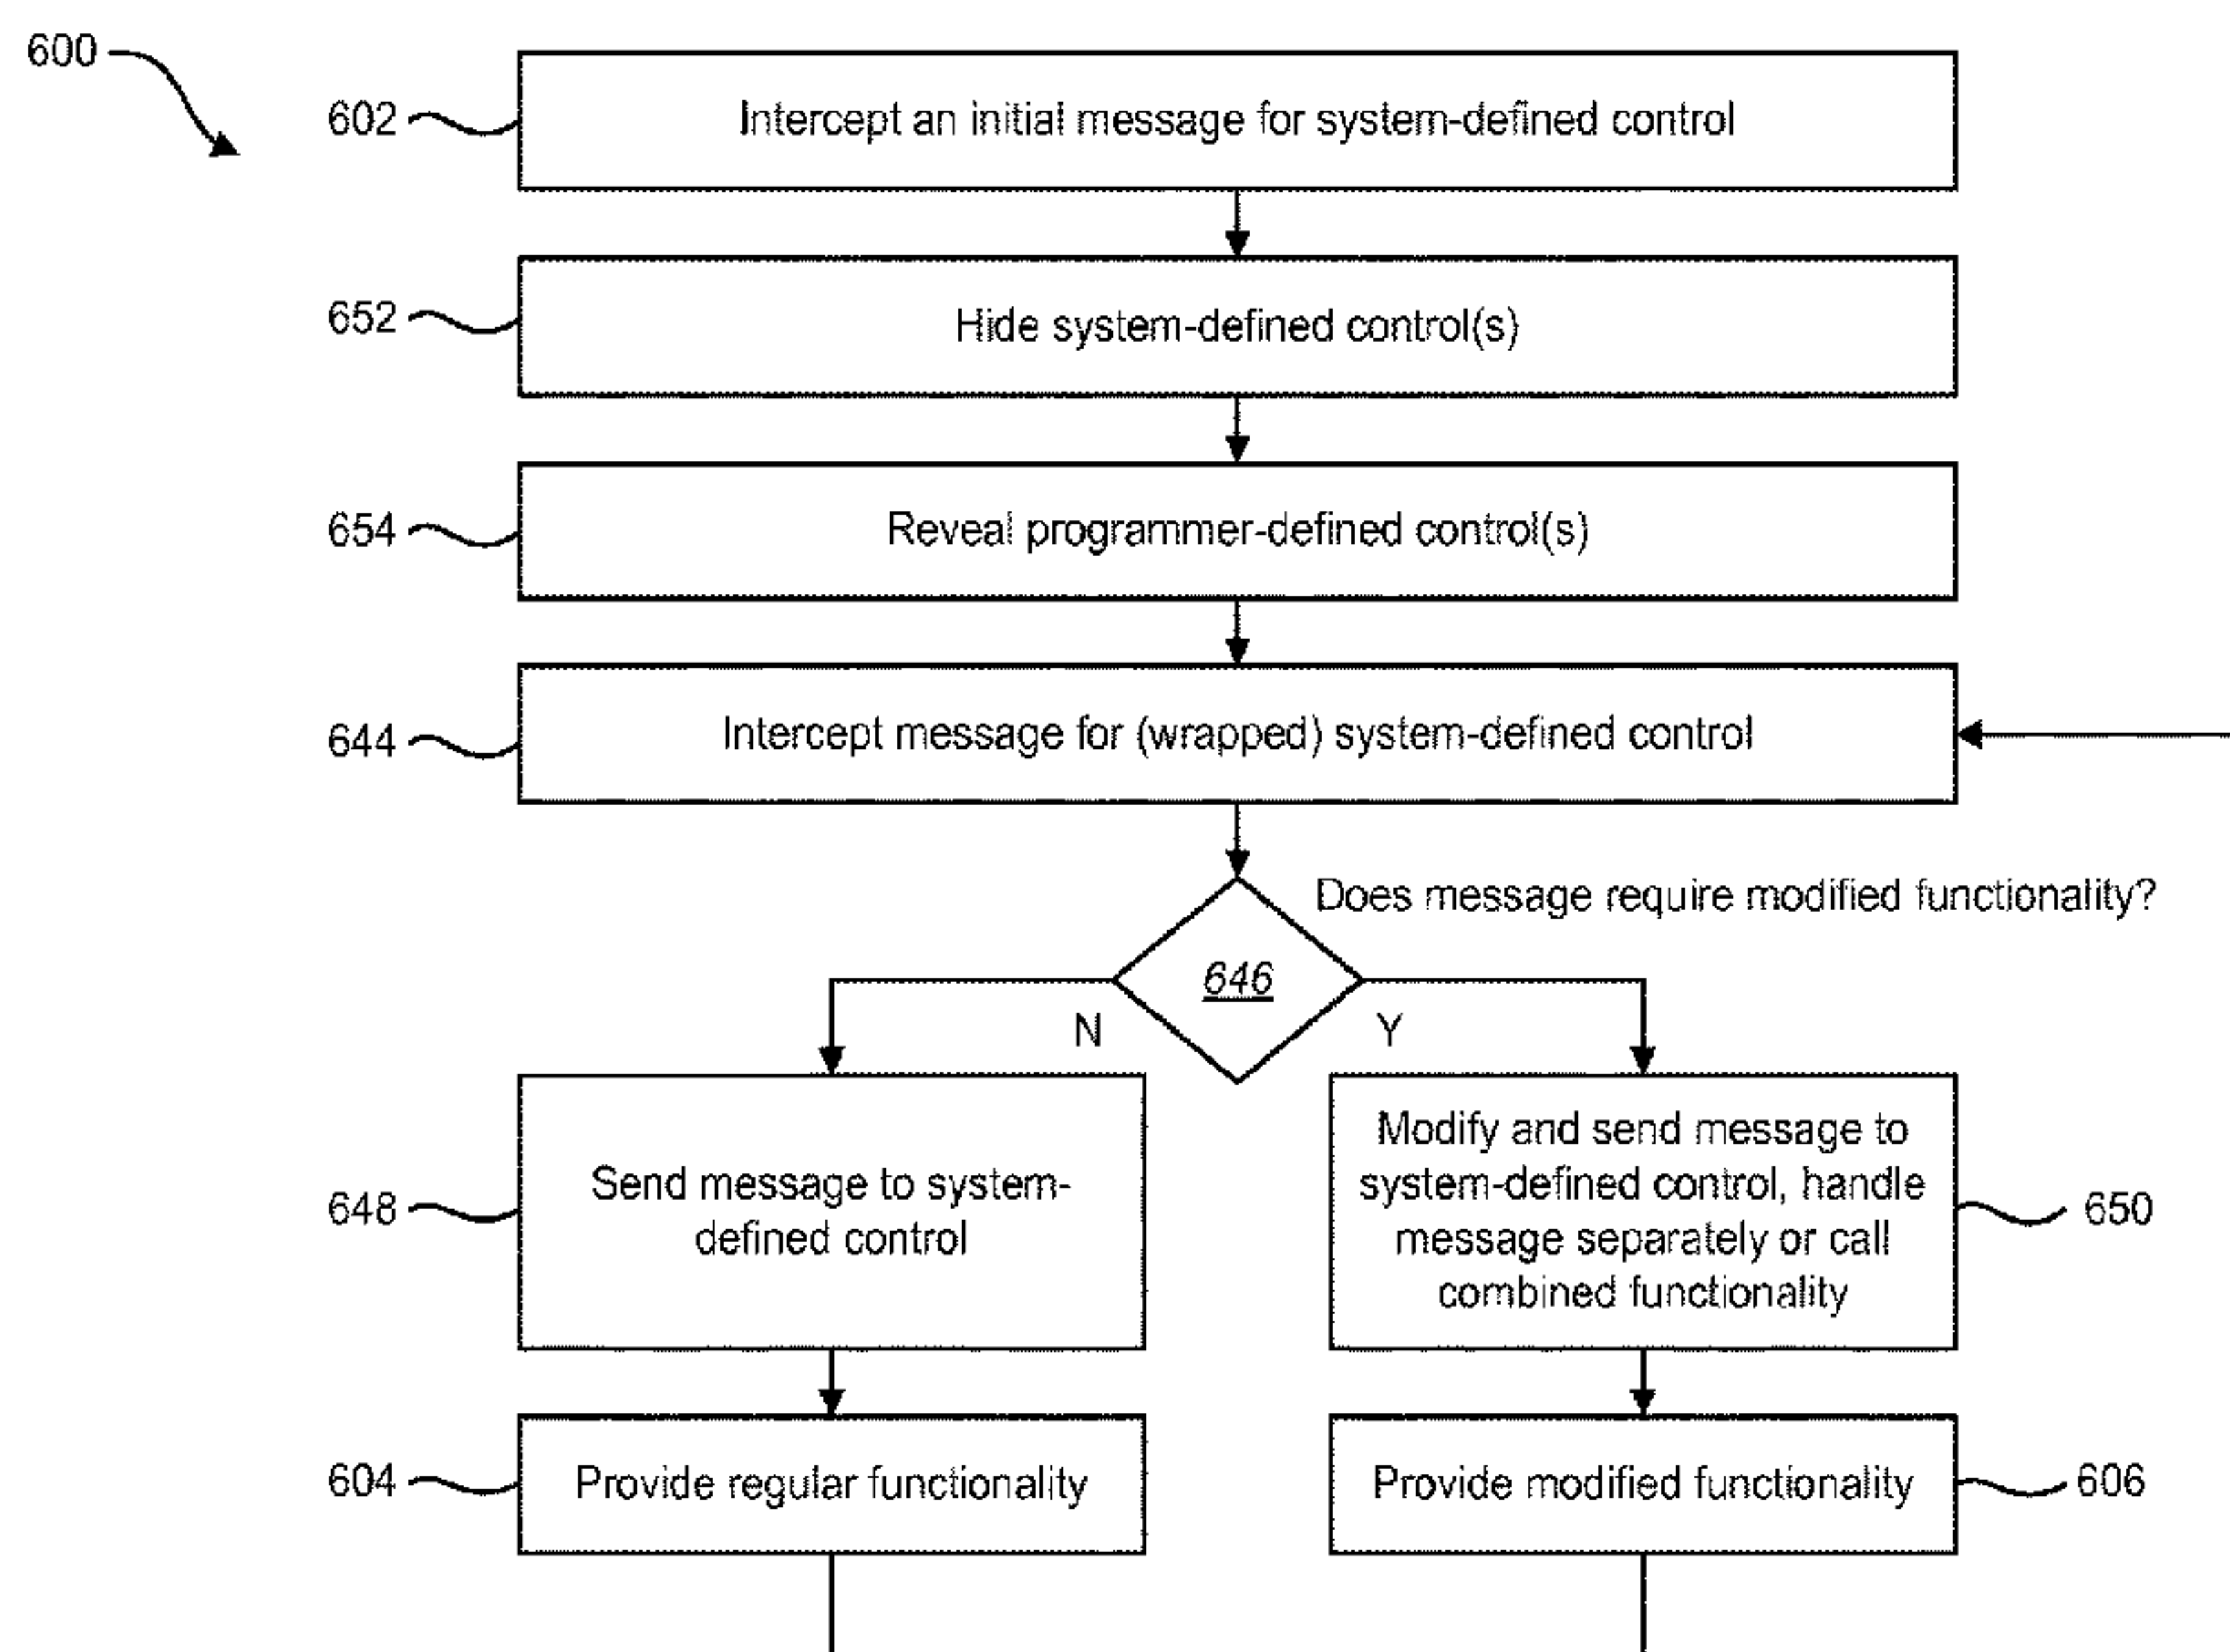 600
602
Intercept an initial message for system-defined control
652
Hide system-defined control(s)
654
Reveal programmer-defined control(s)
644
Intercept message for (wrapped) system-defined control
Does message require modified functionality?
646
N
Y
648
Send message to system-
defined control
Modify and send message to
system-defined control, handle
message separately or call
combined functionality
650
604
Provide regular functionality
Provide modified functionality
606